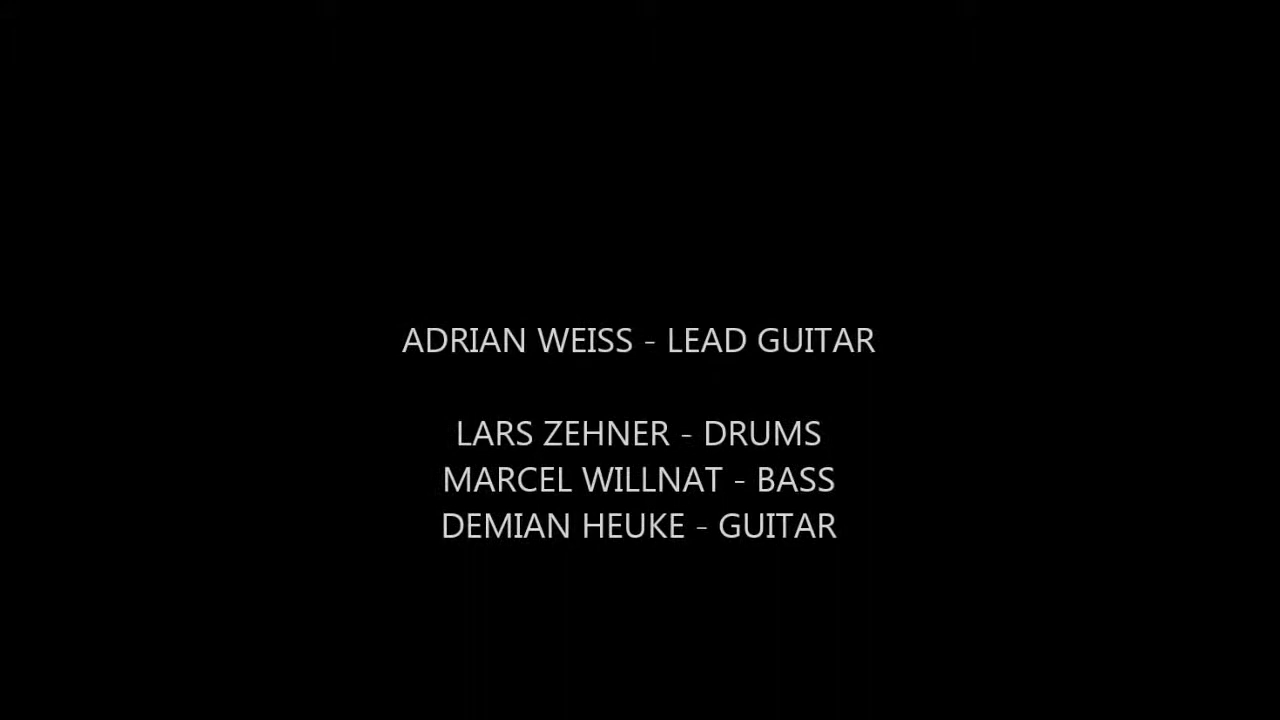 ADRIAN WEISS - LEAD GUITAR
LARS ZEHNER - DRUMS
MARCEL WILLNAT - BASS
DEMIAN HEUKE - GUITAR